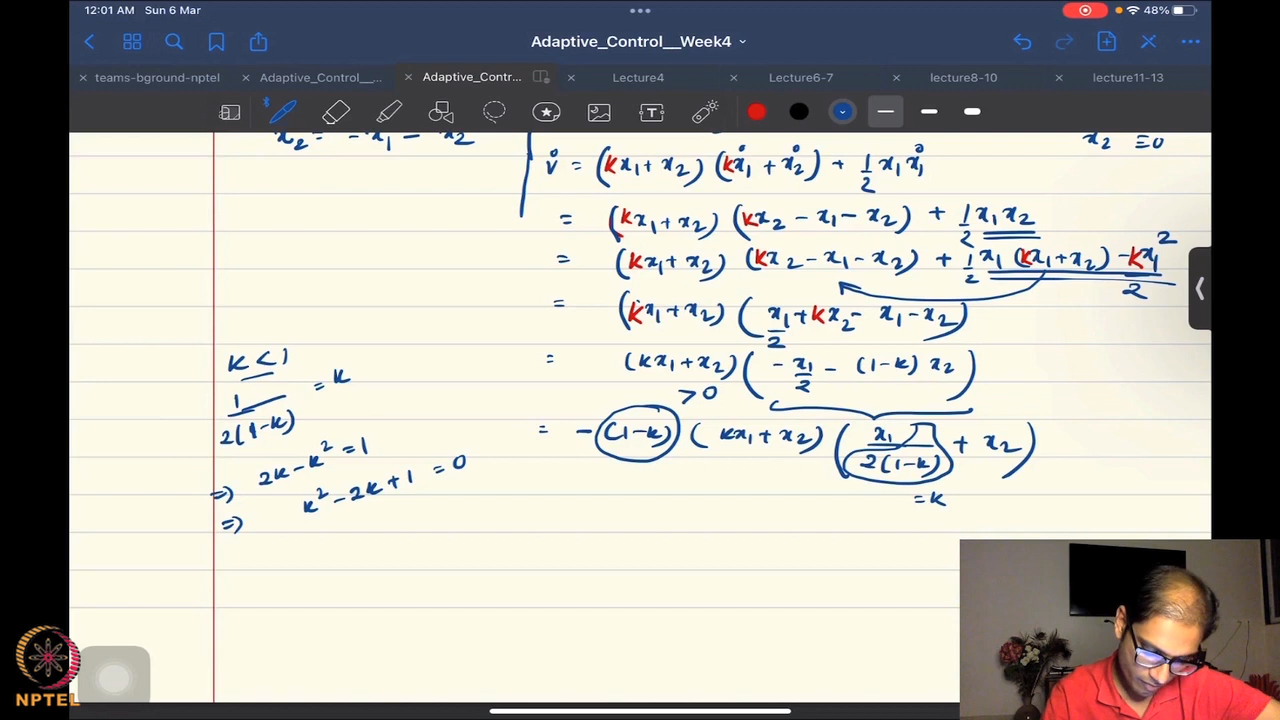 12:01 AM Sun 6 Mar
48%
Adaptive_Control__Week4
teams-bground-nptel
Adaptive_Control__...
Adaptive_Contr...
Lecture4
Lecture6-7
lecture8-10
lecture11-13
ẋ2 = -x1 - x2
x2 ≡ 0
V̇ = (kx1 + x2) (kẋ1 + ẋ2) + 1/2 x1ẋ1
= (kx1 + x2) (kx2 - x1 - x2) + 1/2 x1x2
= (kx1 + x2) (kx2 - x1 - x2) + 1/2 x1 (kx1 + x2) - kx1²/2
= (kx1 + x2) (x1/2 + kx2 - x1 - x2)
= (kx1 + x2) (-x1/2 - (1-k) x2)
> 0
= -(1-k) (kx1 + x2) (x1/2(1-k) + x2)
= k
k < 1
1/2(1-k) = k
⇒ 2k - k² = 1
⇒ k² - 2k + 1 = 0
NPTEL